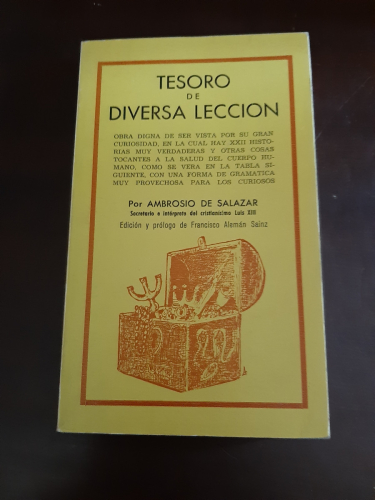 TESORO
DE
DIVERSA LECCION
OBRA DIGNA DE SER VISTA POR SU GRAN
CURIOSIDAD, EN LA CUAL HAY XXII HISTO-
RIAS MUY VERDADERAS Y OTRAS COSAS
TOCANTES A LA SALUD DEL CUERPO HU-
MANO, COMO SE VERA EN LA TABLA SI-
GUIENTE, CON UNA FORMA DE GRAMATICA
MUY PROVECHOSA PARA LOS CURIOSOS
Por AMBROSIO DE SALAZAR
Secretario e intérprete del cristianísimo Luis XIII
Edición y prólogo de Francisco Alemán Sainz